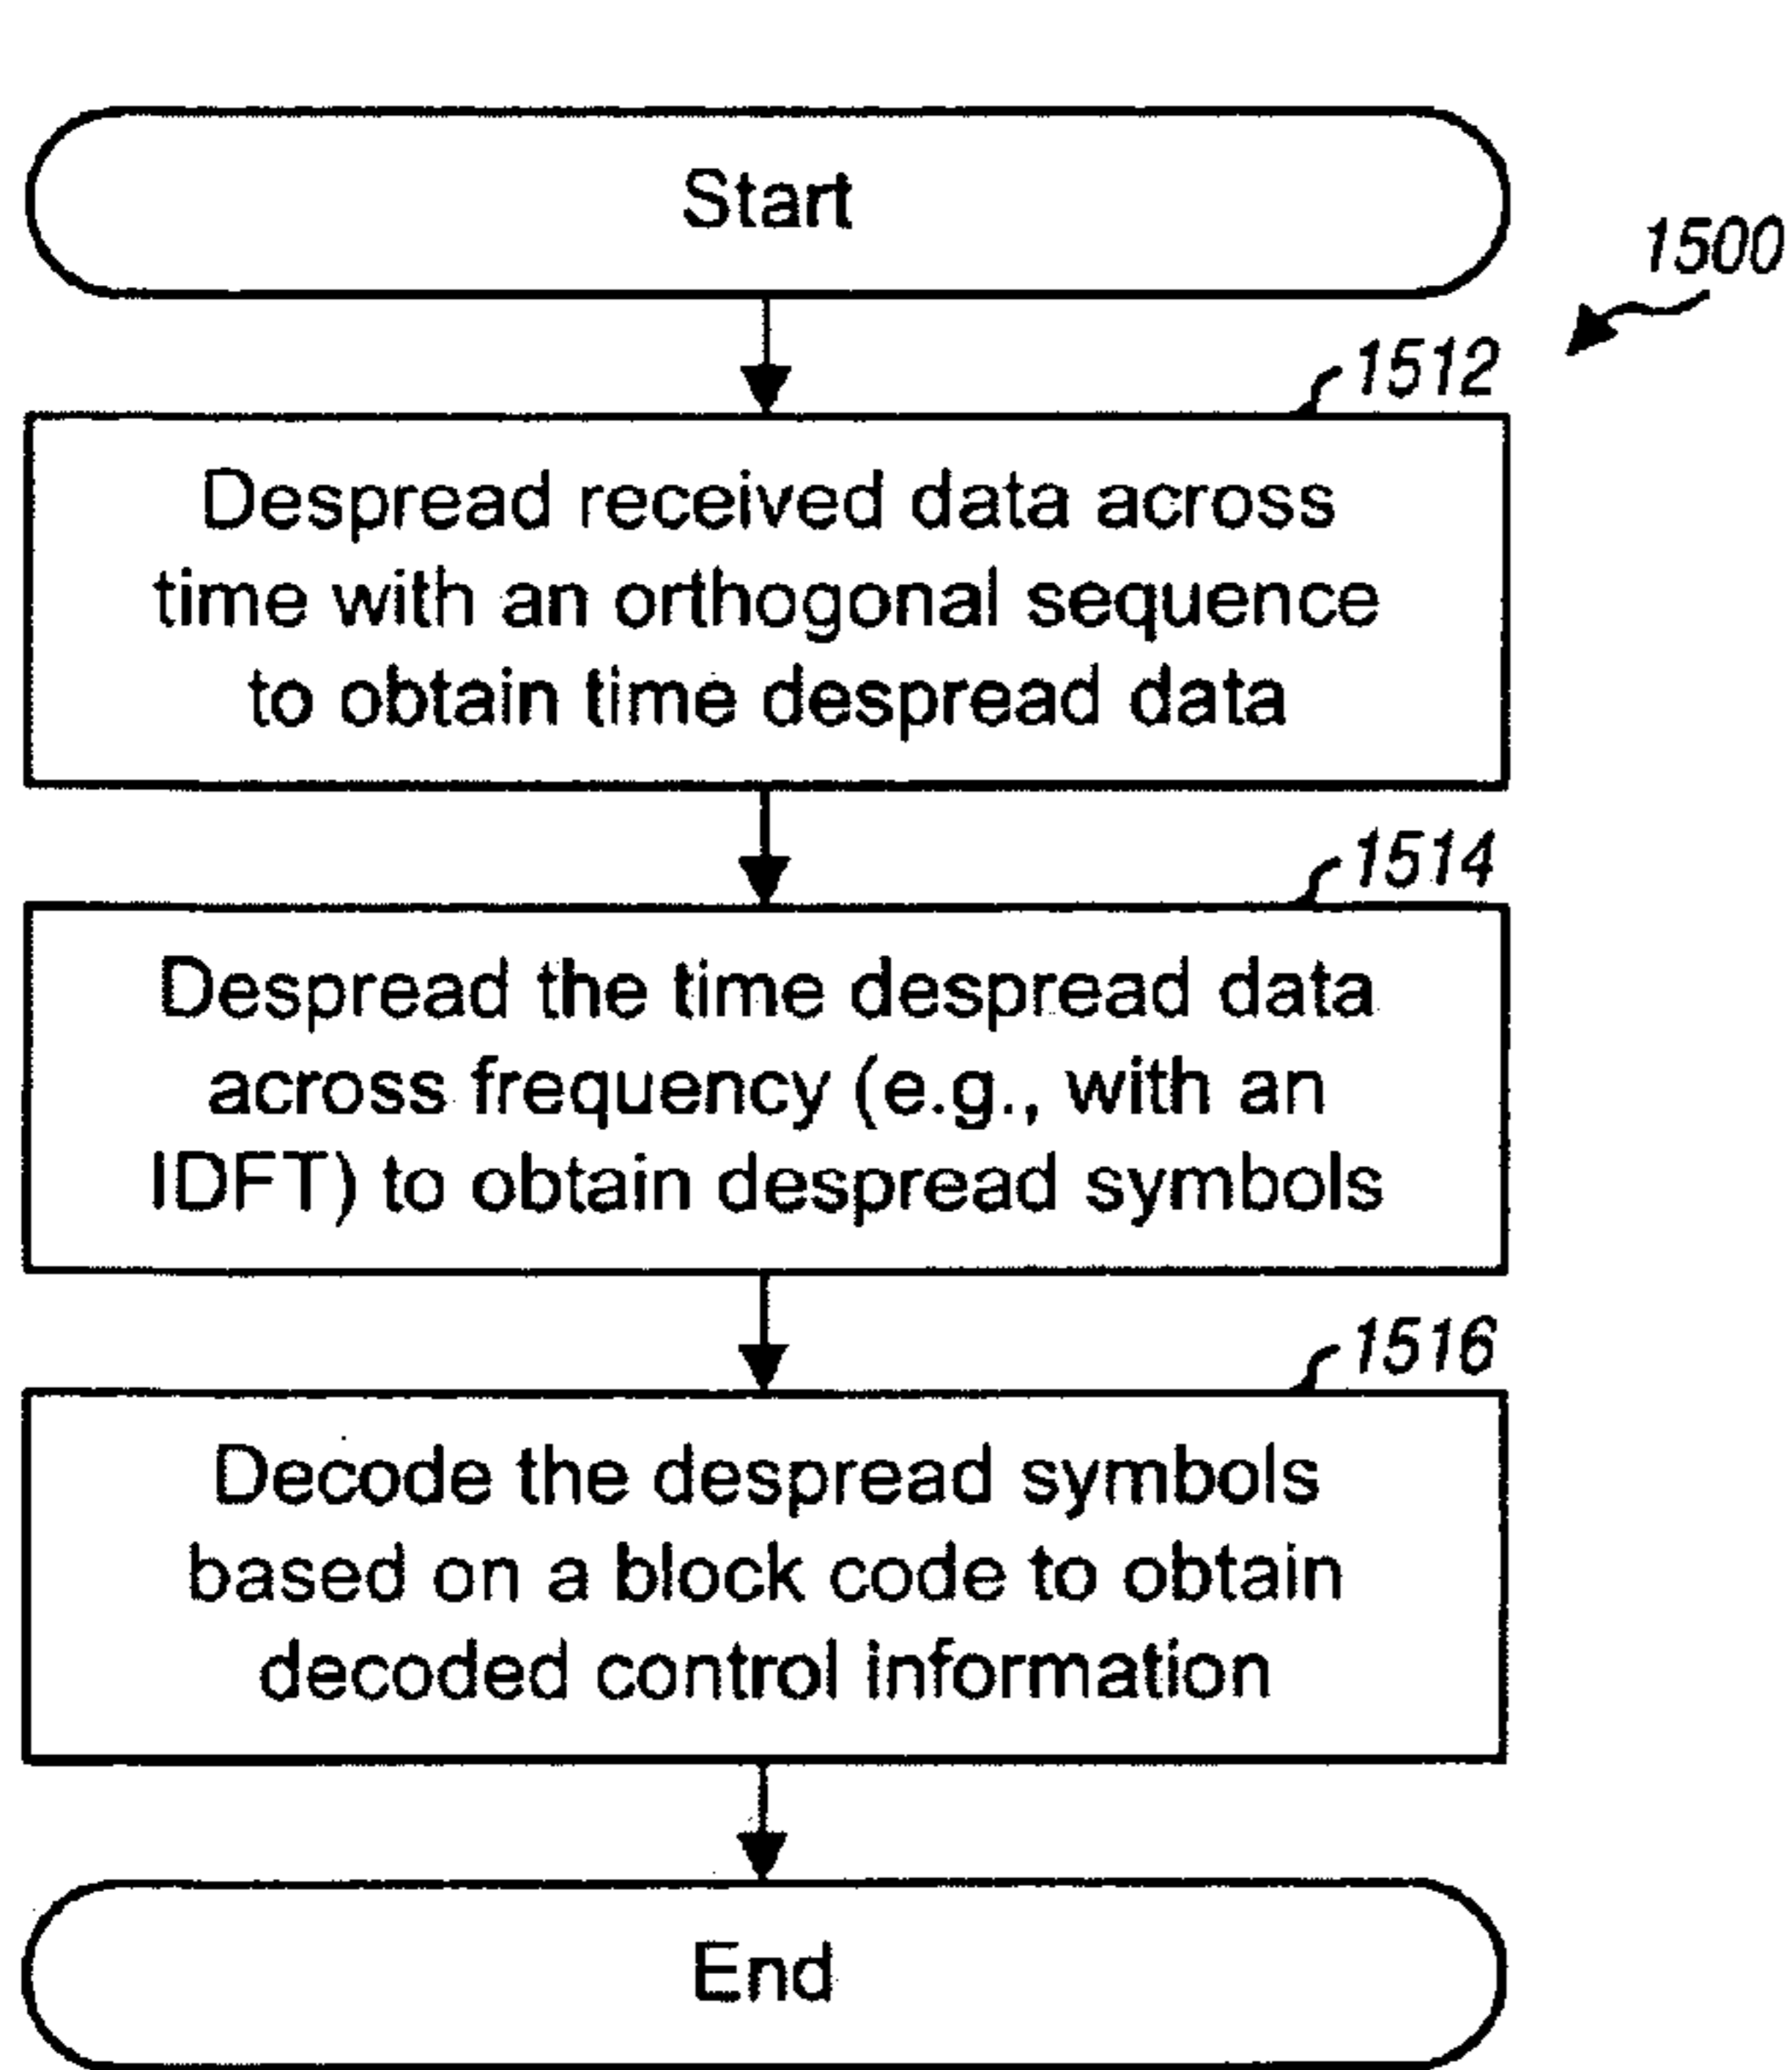 Start
1500
1512
Despread received data across
time with an orthogonal sequence
to obtain time despread data
1514
Despread the time despread data
across frequency (e.g., with an
IDFT) to obtain despread symbols
1516
Decode the despread symbols
based on a block code to obtain
decoded control information
End